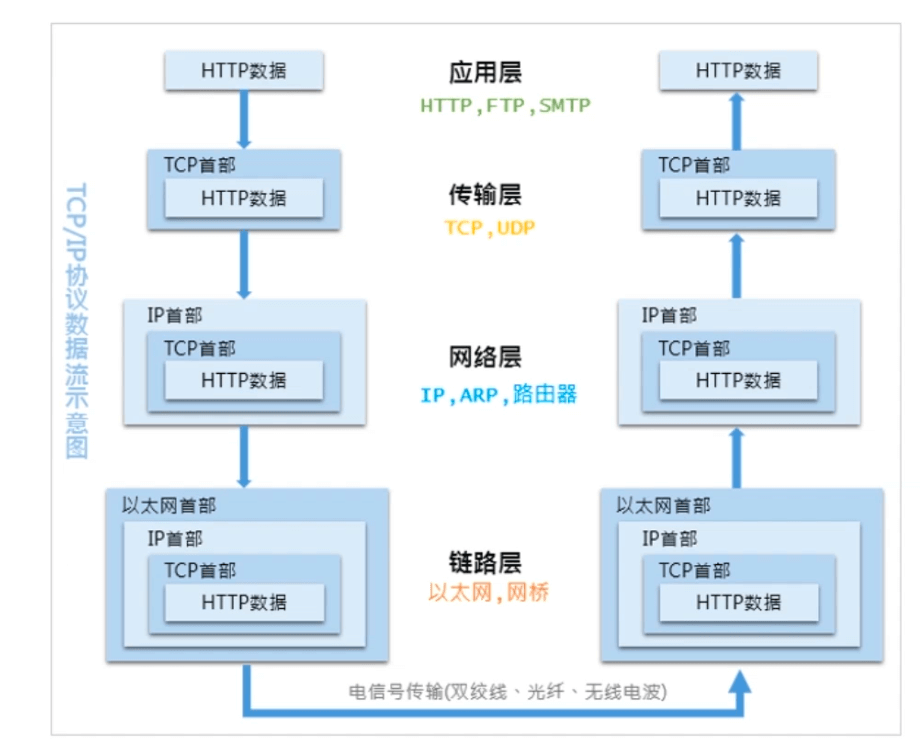 TCP/IP协议数据流示意图
HTTP数据
应用层
HTTP数据
HTTP,FTP,SMTP
TCP首部
HTTP数据
传输层
TCP,UDP
TCP首部
HTTP数据
IP首部
TCP首部
HTTP数据
网络层
IP,ARP,路由器
IP首部
TCP首部
HTTP数据
以太网首部
IP首部
TCP首部
HTTP数据
链路层
以太网,网桥
以太网首部
IP首部
TCP首部
HTTP数据
电信号传输(双绞线、光纤、无线电波)